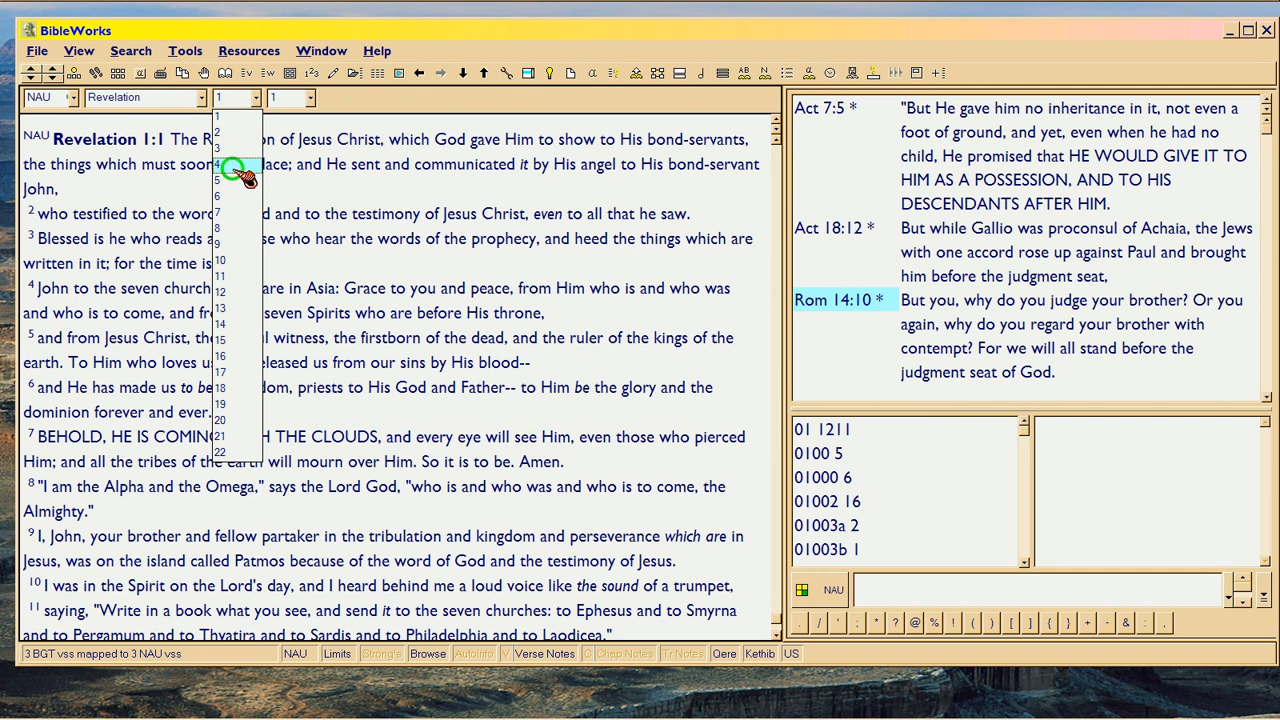 BibleWorks
File View Search Tools Resources Window Help
NAU Revelation 1 1
1
2
3
4
5
6
7
8
9
10
11
12
13
14
15
16
17
18
19
20
21
22
NAU Revelation 1:1 The R on of Jesus Christ, which God gave Him to show to His bond-servants,
the things which must soon lace; and He sent and communicated it by His angel to His bond-servant
John,
2 who testified to the word and to the testimony of Jesus Christ, even to all that he saw.
3 Blessed is he who reads a se who hear the words of the prophecy, and heed the things which are
written in it; for the time is
4 John to the seven church are in Asia: Grace to you and peace, from Him who is and who was
and who is to come, and fr seven Spirits who are before His throne,
5 and from Jesus Christ, th l witness, the firstborn of the dead, and the ruler of the kings of the
earth. To Him who loves u eleased us from our sins by His blood--
6 and He has made us to be dom, priests to His God and Father-- to Him be the glory and the
dominion forever and ever.
7 BEHOLD, HE IS COMING H THE CLOUDS, and every eye will see Him, even those who pierced
Him; and all the tribes of the earth will mourn over Him. So it is to be. Amen.
8 "I am the Alpha and the Omega," says the Lord God, "who is and who was and who is to come, the
Almighty."
9 I, John, your brother and fellow partaker in the tribulation and kingdom and perseverance which are in
Jesus, was on the island called Patmos because of the word of God and the testimony of Jesus.
10 I was in the Spirit on the Lord's day, and I heard behind me a loud voice like the sound of a trumpet,
11 saying, "Write in a book what you see, and send it to the seven churches: to Ephesus and to Smyrna
and to Pergamum and to Thyatira and to Sardis and to Philadelphia and to Laodicea."
Act 7:5 * "But He gave him no inheritance in it, not even a
foot of ground, and yet, even when he had no
child, He promised that HE WOULD GIVE IT TO
HIM AS A POSSESSION, AND TO HIS
DESCENDANTS AFTER HIM.
Act 18:12 * But while Gallio was proconsul of Achaia, the Jews
with one accord rose up against Paul and brought
him before the judgment seat,
Rom 14:10 * But you, why do you judge your brother? Or you
again, why do you regard your brother with
contempt? For we will all stand before the
judgment seat of God.
01 1211
0100 5
01000 6
01002 16
01003a 2
01003b 1
NAU
. / ' ; * ? @ % ! ( ) [ ] { } + - & : .
3 BGT vss mapped to 3 NAU vss NAU Limits Strong's Browse Autoinfo V Verse Notes C Chap Notes Tr Notes Qere Kethib US